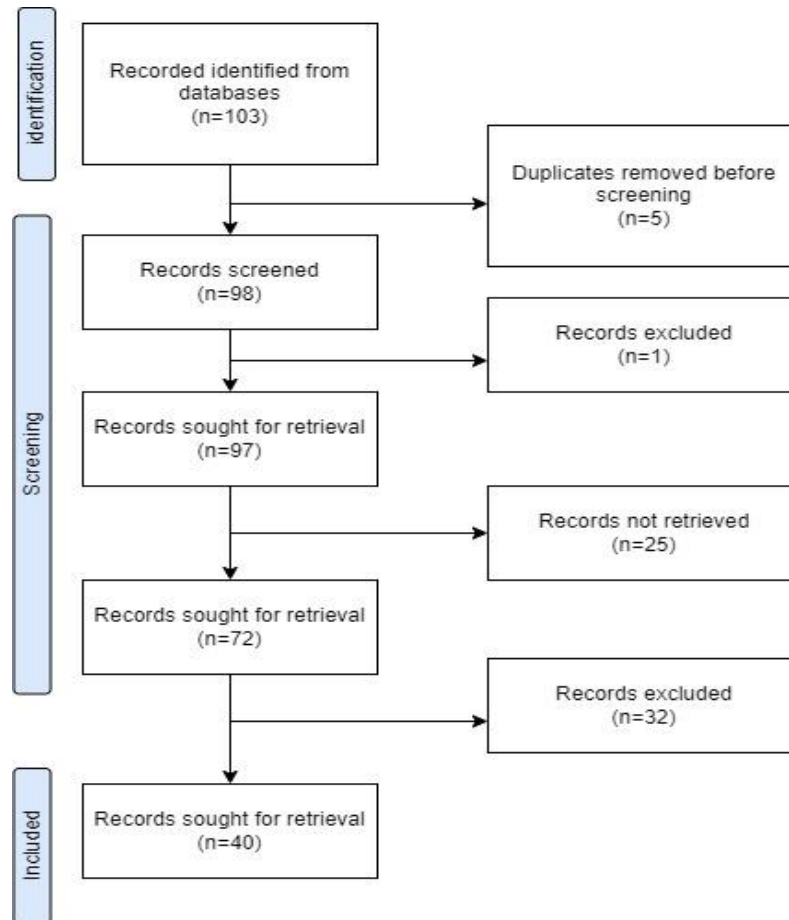 identification
Recorded identified from
databases
(n=103)
Duplicates removed before
screening
(n=5)
Screening
Records screened
(n=98)
Records excluded
(n=1)
Records sought for retrieval
(n=97)
Records not retrieved
(n=25)
Records sought for retrieval
(n=72)
Records excluded
(n=32)
Included
Records sought for retrieval
(n=40)